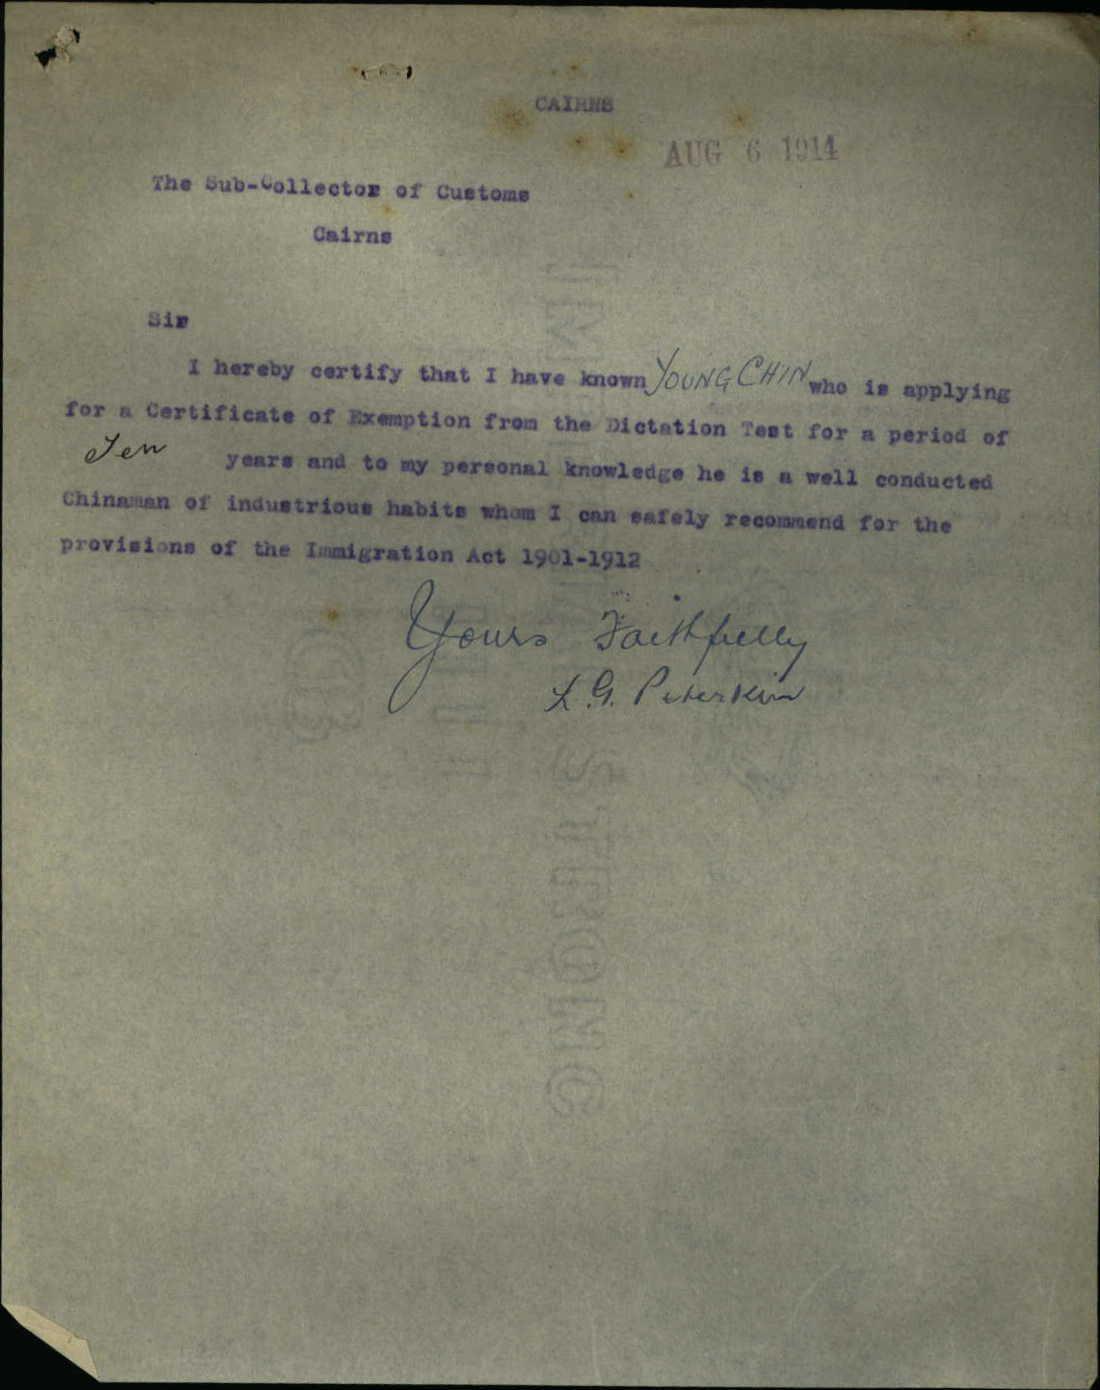 CAIRNS
AUG 6 1914
The Sub-Collector of Customs
Cairns
Sir
I hereby certify that I have known YOUNG CHIN who is applying
for a Certificate of Exemption from the Dictation Test for a period of
Ten years and to my personal knowledge he is a well conducted
Chinaman of industrious habits whom I can safely recommend for the
provisions of the Immigration Act 1901-1912
Yours Faithfully
L.G. Peterkin